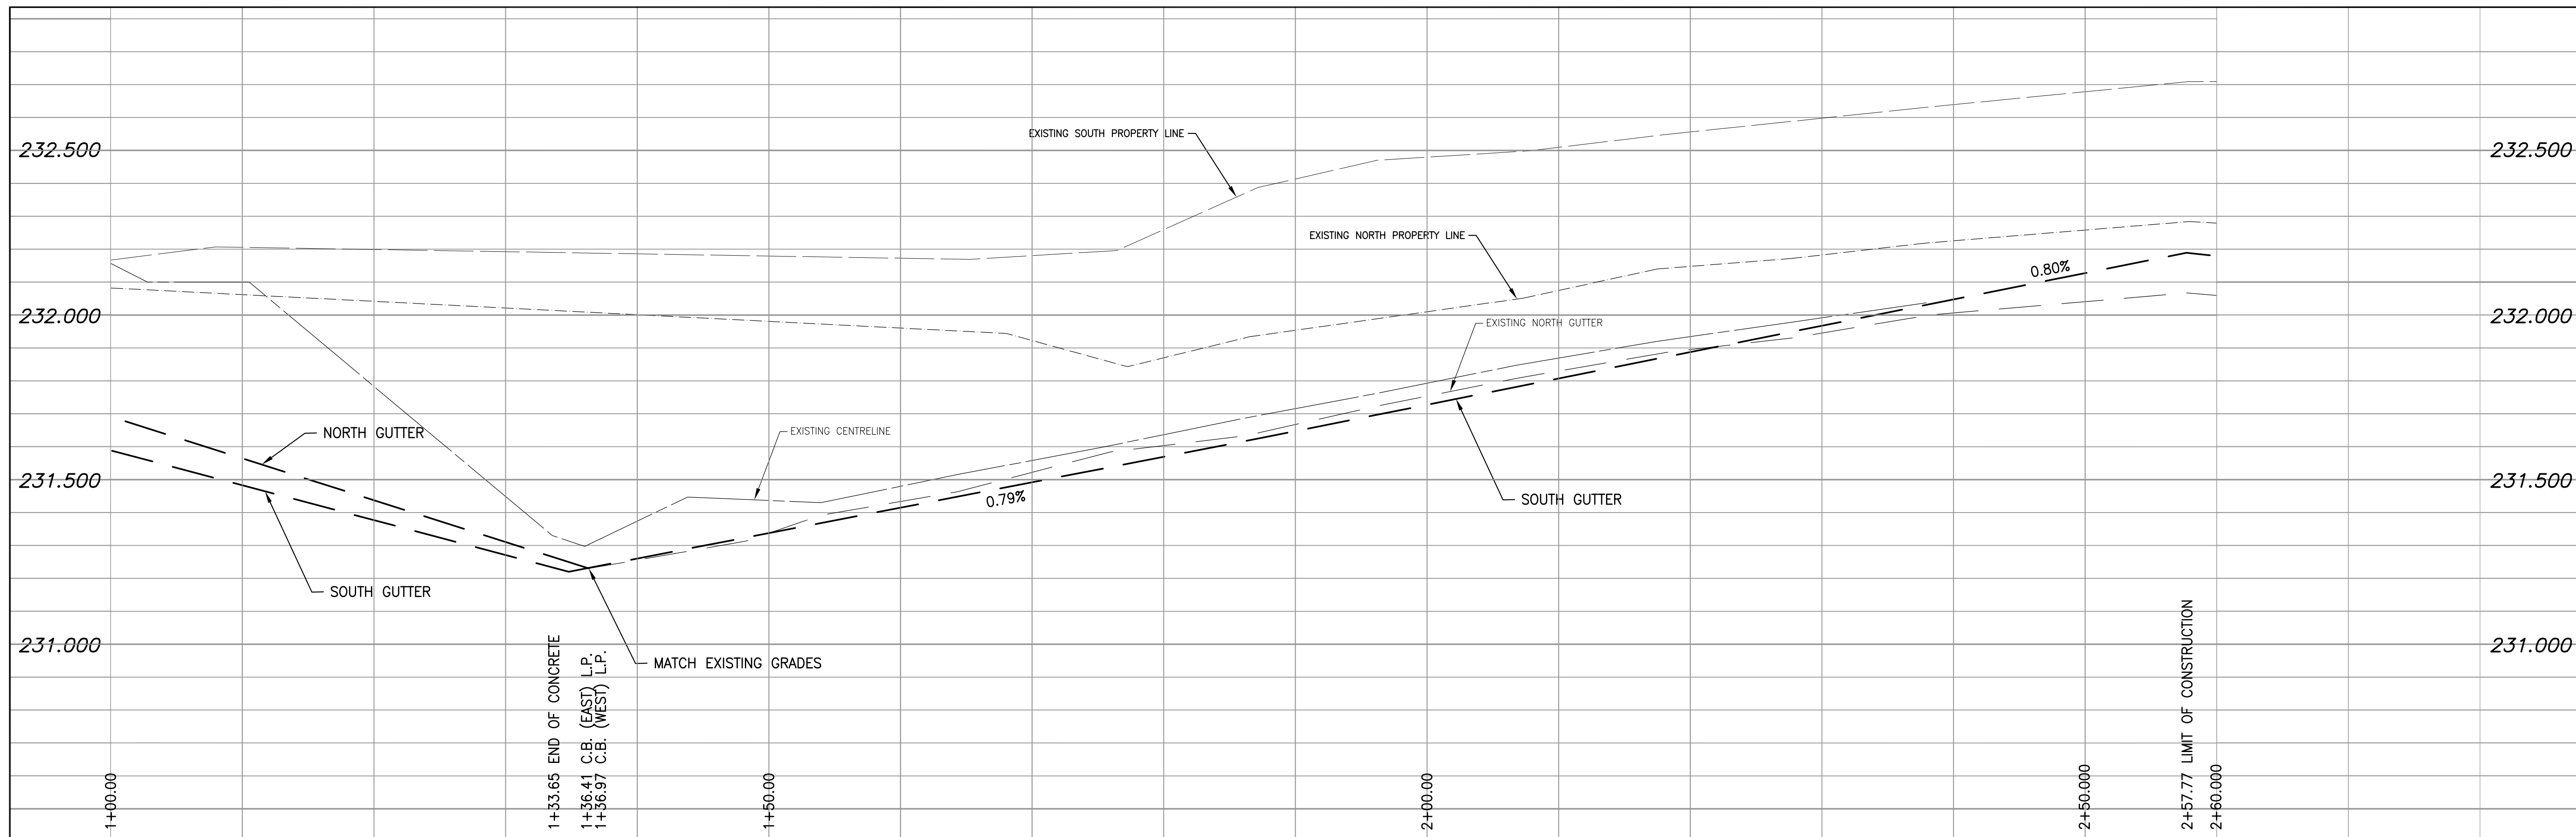 EXISTING SOUTH PROPERTY LINE
232.500
232.500
EXISTING NORTH PROPERTY LINE
0.80%
232.000
232.000
EXISTING NORTH GUTTER
NORTH GUTTER
EXISTING CENTRELINE
231.500
231.500
0.79%
SOUTH GUTTER
SOUTH GUTTER
231.000
231.000
MATCH EXISTING GRADES
1+00.00
1+33.65 END OF CONCRETE
1+36.41 C.B. (EAST) L.P.
1+36.97 C.B. (WEST) L.P.
1+50.00
2+00.00
2+50.000
2+57.77 LIMIT OF CONSTRUCTION
2+60.000